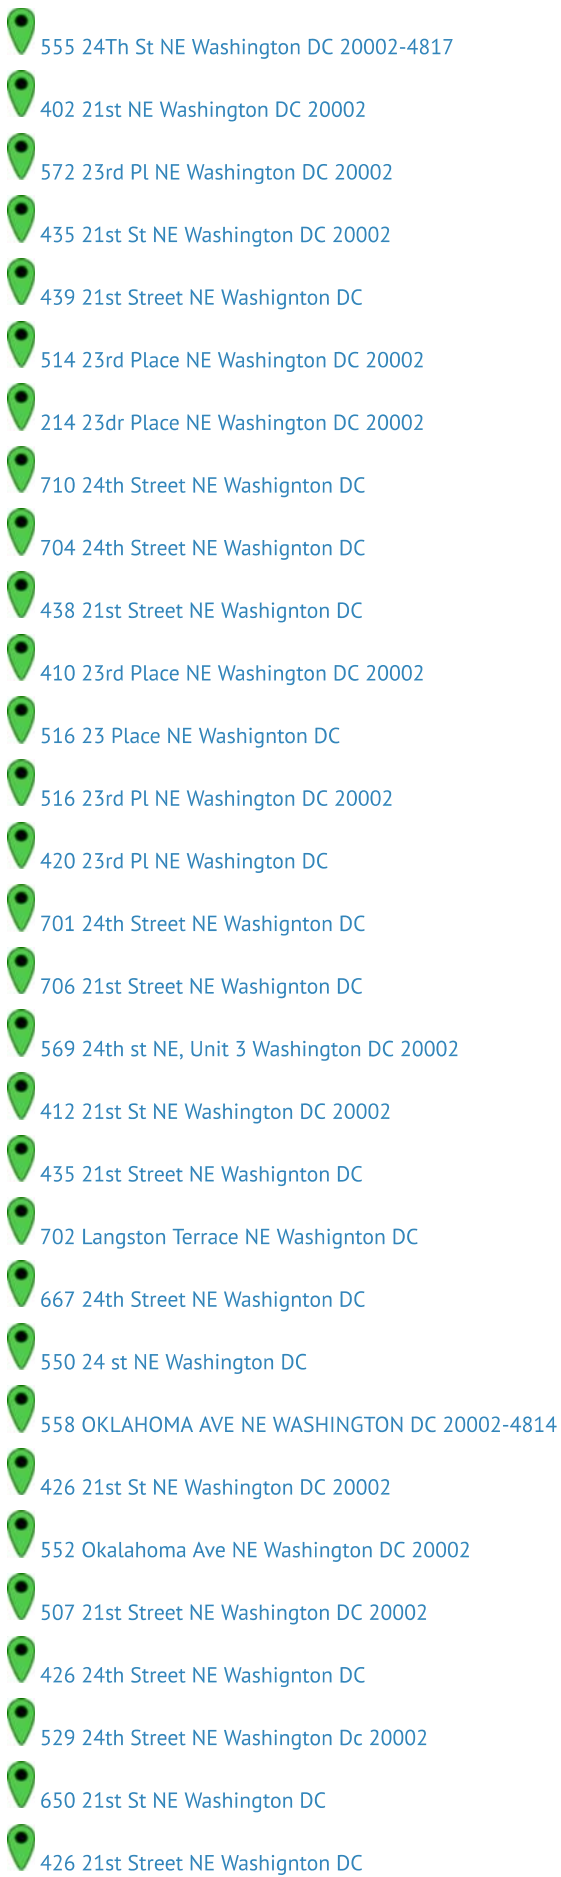 555 24Th St NE Washington DC 20002-4817
402 21st NE Washington DC 20002
572 23rd Pl NE Washington DC 20002
435 21st St NE Washington DC 20002
439 21st Street NE Washignton DC
514 23rd Place NE Washington DC 20002
214 23dr Place NE Washington DC 20002
710 24th Street NE Washignton DC
704 24th Street NE Washignton DC
438 21st Street NE Washignton DC
410 23rd Place NE Washington DC 20002
516 23 Place NE Washignton DC
516 23rd Pl NE Washington DC 20002
420 23rd Pl NE Washington DC
701 24th Street NE Washignton DC
706 21st Street NE Washignton DC
569 24th st NE, Unit 3 Washington DC 20002
412 21st St NE Washington DC 20002
435 21st Street NE Washignton DC
702 Langston Terrace NE Washignton DC
667 24th Street NE Washignton DC
550 24 st NE Washington DC
558 OKLAHOMA AVE NE WASHINGTON DC 20002-4814
426 21st St NE Washington DC 20002
552 Okalahoma Ave NE Washington DC 20002
507 21st Street NE Washington DC 20002
426 24th Street NE Washignton DC
529 24th Street NE Washington Dc 20002
650 21st St NE Washington DC
426 21st Street NE Washignton DC